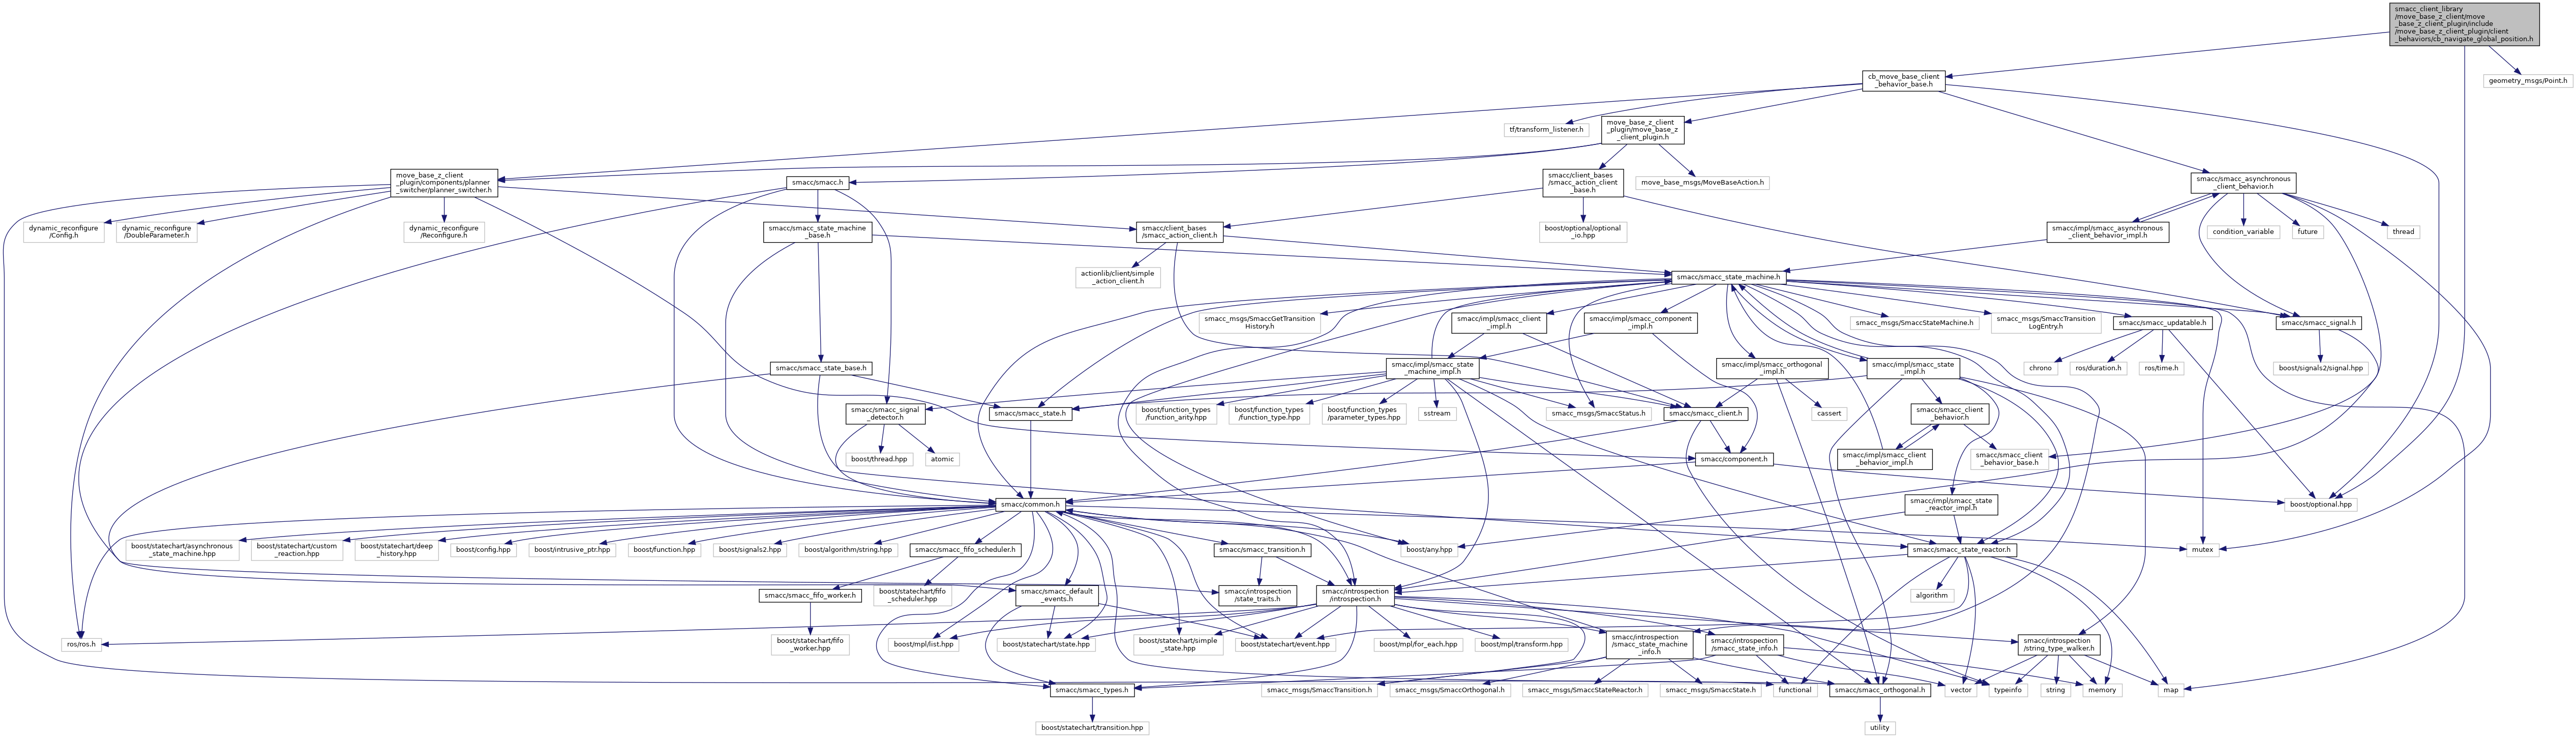 smacc_client_library
/move_base_z_client/move
_base_z_client_plugin/include
/move_base_z_client_plugin/client
_behaviors/cb_navigate_global_position.h
cb_move_base_client
_behavior_base.h
geometry_msgs/Point.h
tf/transform_listener.h
move_base_z_client
_plugin/move_base_z
_client_plugin.h
move_base_z_client
_plugin/components/planner
_switcher/planner_switcher.h
smacc/smacc.h
smacc/client_bases
/smacc_action_client
_base.h
move_base_msgs/MoveBaseAction.h
smacc/smacc_asynchronous
_client_behavior.h
dynamic_reconfigure
/Config.h
dynamic_reconfigure
/DoubleParameter.h
dynamic_reconfigure
/Reconfigure.h
smacc/smacc_state_machine
_base.h
smacc/client_bases
/smacc_action_client.h
boost/optional/optional
_io.hpp
smacc/impl/smacc_asynchronous
_client_behavior_impl.h
condition_variable
future
thread
actionlib/client/simple
_action_client.h
smacc/smacc_state_machine.h
smacc_msgs/SmaccGetTransition
History.h
smacc/impl/smacc_client
_impl.h
smacc/impl/smacc_component
_impl.h
smacc_msgs/SmaccStateMachine.h
smacc_msgs/SmaccTransition
LogEntry.h
smacc/smacc_updatable.h
smacc/smacc_signal.h
smacc/smacc_state_base.h
smacc/impl/smacc_state
_machine_impl.h
smacc/impl/smacc_orthogonal
_impl.h
smacc/impl/smacc_state
_impl.h
chrono
ros/duration.h
ros/time.h
boost/signals2/signal.hpp
smacc/smacc_signal
_detector.h
smacc/smacc_state.h
boost/function_types
/function_arity.hpp
boost/function_types
/function_type.hpp
boost/function_types
/parameter_types.hpp
sstream
smacc_msgs/SmaccStatus.h
smacc/smacc_client.h
cassert
smacc/smacc_client
_behavior.h
boost/thread.hpp
atomic
smacc/component.h
smacc/impl/smacc_client
_behavior_impl.h
smacc/smacc_client
_behavior_base.h
smacc/common.h
smacc/impl/smacc_state
_reactor_impl.h
boost/optional.hpp
boost/statechart/asynchronous
_state_machine.hpp
boost/statechart/custom
_reaction.hpp
boost/statechart/deep
_history.hpp
boost/config.hpp
boost/intrusive_ptr.hpp
boost/function.hpp
boost/signals2.hpp
boost/algorithm/string.hpp
smacc/smacc_fifo_scheduler.h
smacc/smacc_transition.h
boost/any.hpp
smacc/smacc_state_reactor.h
mutex
smacc/smacc_fifo_worker.h
boost/statechart/fifo
_scheduler.hpp
smacc/smacc_default
_events.h
smacc/introspection
/state_traits.h
smacc/introspection
/introspection.h
algorithm
ros/ros.h
boost/statechart/fifo
_worker.hpp
boost/mpl/list.hpp
boost/statechart/state.hpp
boost/statechart/simple
_state.hpp
boost/statechart/event.hpp
boost/mpl/for_each.hpp
boost/mpl/transform.hpp
smacc/introspection
/smacc_state_machine
_info.h
smacc/introspection
/smacc_state_info.h
smacc/introspection
/string_type_walker.h
smacc/smacc_types.h
smacc_msgs/SmaccTransition.h
smacc_msgs/SmaccOrthogonal.h
smacc_msgs/SmaccStateReactor.h
smacc_msgs/SmaccState.h
functional
smacc/smacc_orthogonal.h
vector
typeinfo
string
memory
map
boost/statechart/transition.hpp
utility